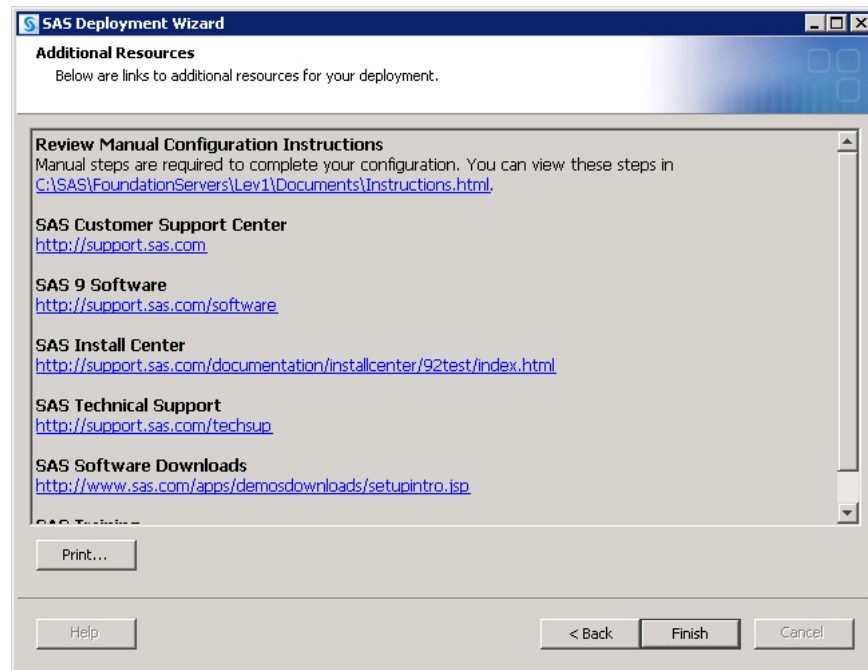 SAS Deployment Wizard
Additional Resources
Below are links to additional resources for your deployment.
Review Manual Configuration Instructions
Manual steps are required to complete your configuration. You can view these steps in
C:\SAS\FoundationServers\Lev1\Documents\Instructions.html.
SAS Customer Support Center
http://support.sas.com
SAS 9 Software
http://support.sas.com/software
SAS Install Center
http://support.sas.com/documentation/installcenter/92test/index.html
SAS Technical Support
http://support.sas.com/techsup
SAS Software Downloads
http://www.sas.com/apps/demosdownloads/setupintro.jsp
SAS Training
Print...
Help
< Back
Finish
Cancel